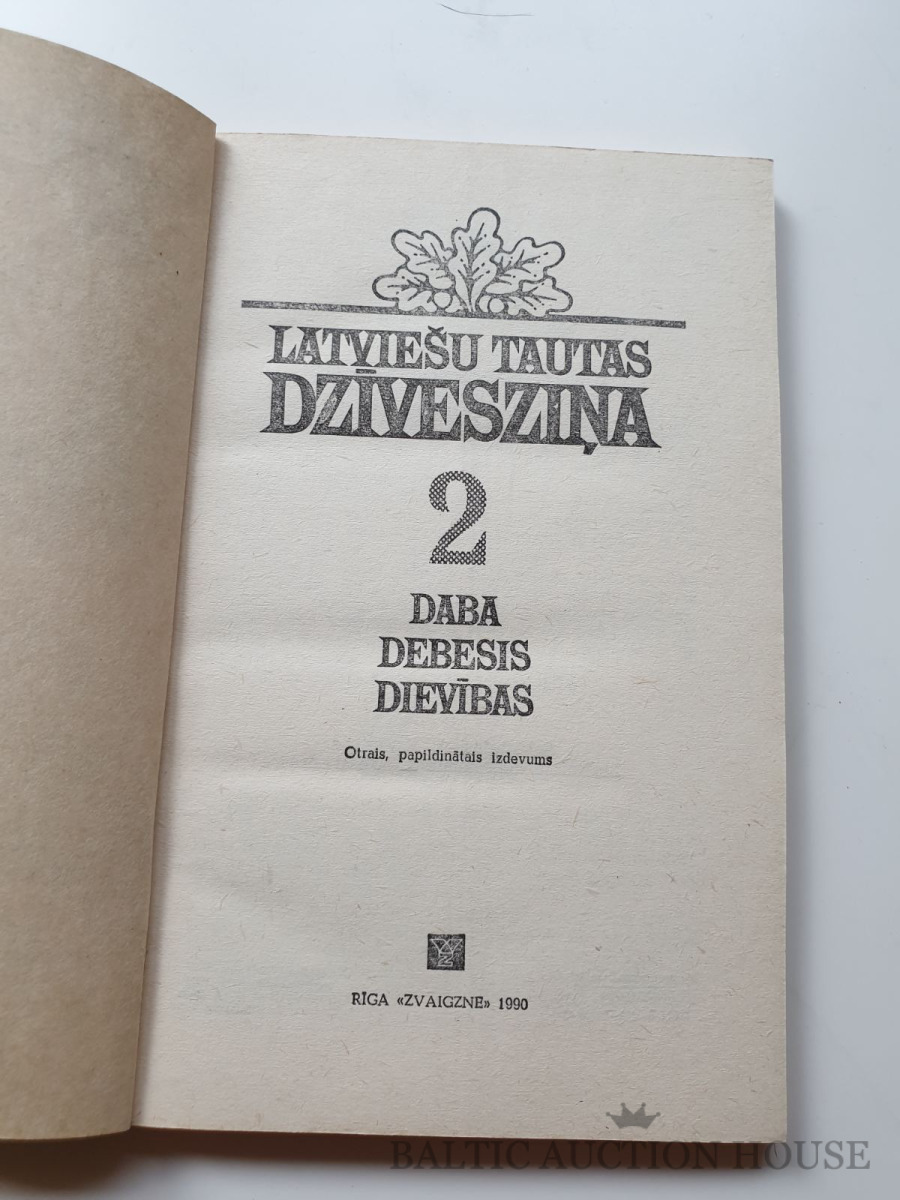 LATVIEŠU TAUTAS
DZĪVESZIŅA
2
DABA
DEBESIS
DIEVĪBAS
Otrais, papildinātais izdevums
RĪGA «ZVAIGZNE» 1990
BALTIC AUCTION HOUSE